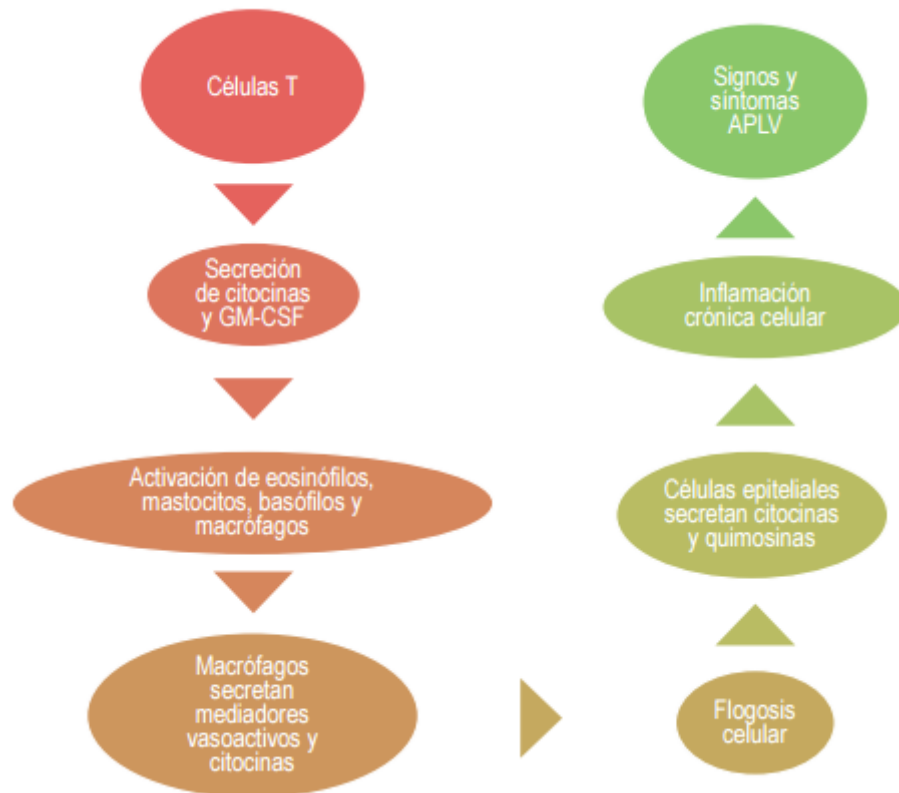 Células T
Secreción
de citocinas
y GM-CSF
Activación de eosinófilos,
mastocitos, basófilos y
macrófagos
Macrófagos
secretan
mediadores
vasoactivos y
citocinas
Flogosis
celular
Células epiteliales
secretan citocinas
y quimosinas
Inflamación
crónica celular
Signos y
síntomas
APLV